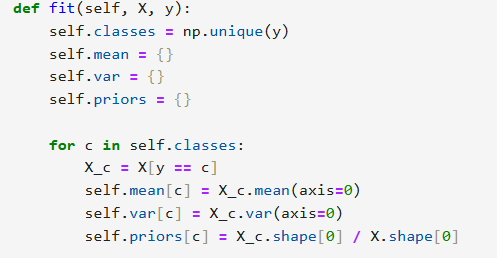 def fit(self, X, y):
    self.classes = np.unique(y)
    self.mean = {}
    self.var = {}
    self.priors = {}

    for c in self.classes:
        X_c = X[y == c]
        self.mean[c] = X_c.mean(axis=0)
        self.var[c] = X_c.var(axis=0)
        self.priors[c] = X_c.shape[0] / X.shape[0]